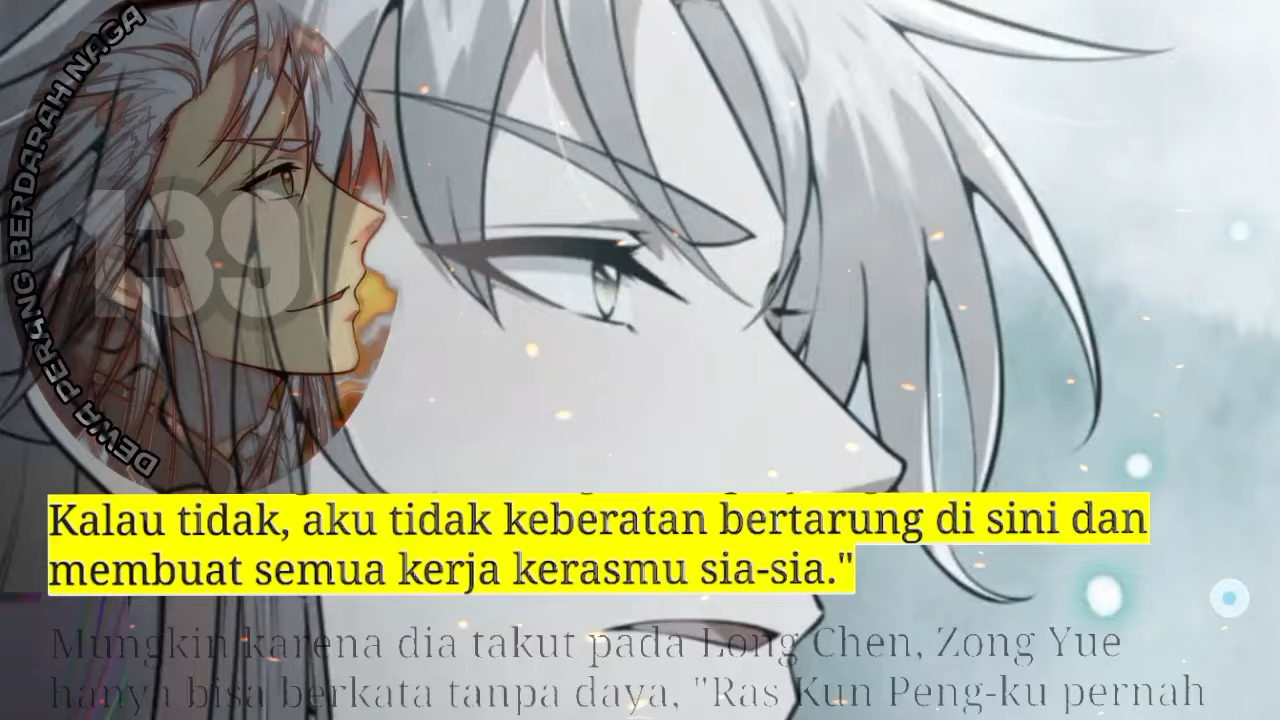 DEWA PERANG BERDARAH NAGA
139
Kalau tidak, aku tidak keberatan bertarung di sini dan
membuat semua kerja kerasmu sia-sia."
Mungkin karena dia takut pada Long Chen, Zong Yue
hanya bisa berkata tanpa daya, "Ras Kun Peng-ku pernah